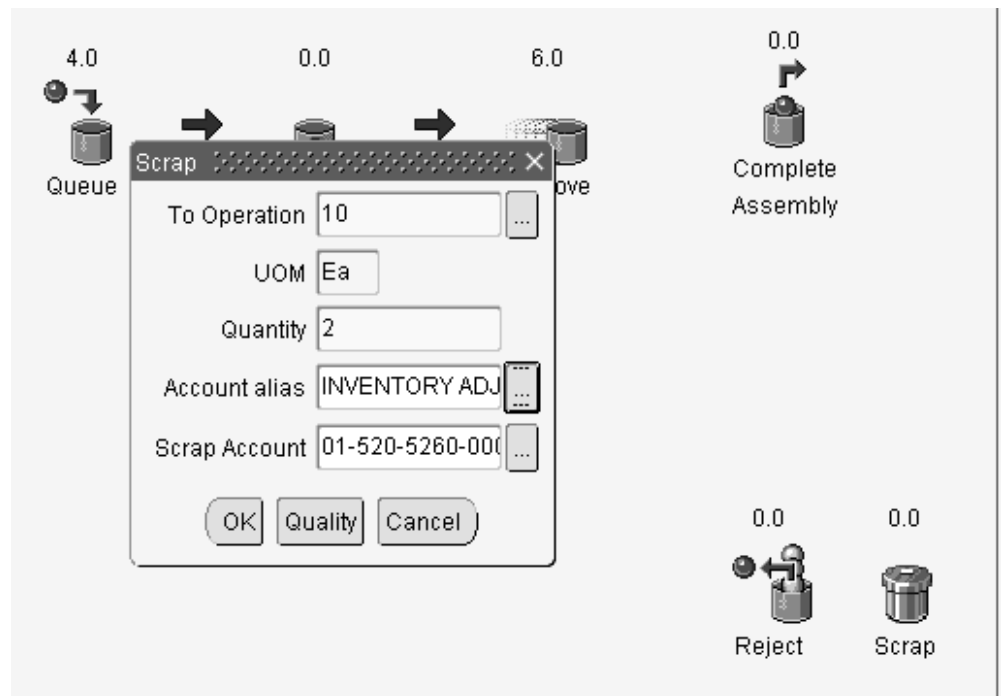 4.0
0.0
6.0
0.0
Queue
Complete
Assembly
Scrap
To Operation 10 ...
UOM Ea
Quantity 2
Account alias INVENTORY ADJ ...
Scrap Account 01-520-5260-00 ...
OK Quality Cancel
0.0
0.0
Reject
Scrap